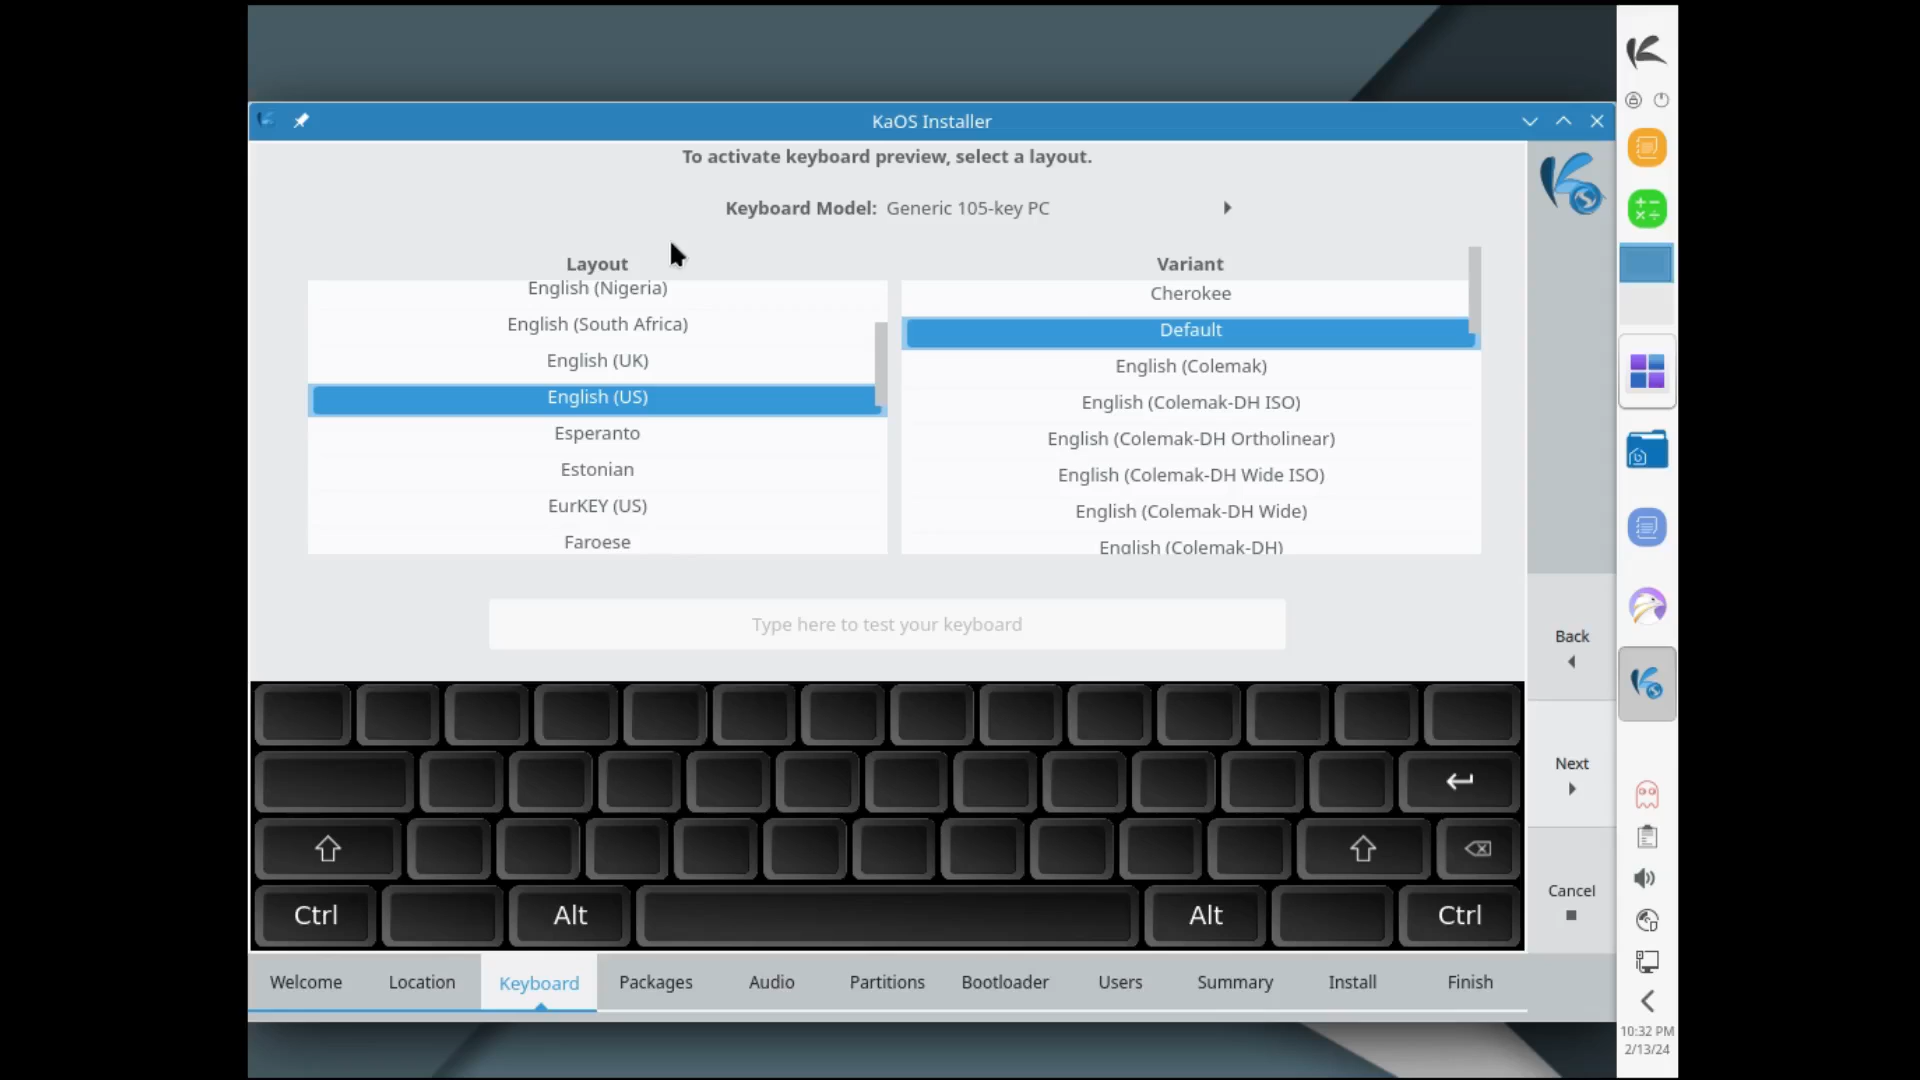 KaOS Installer
To activate keyboard preview, select a layout.
Keyboard Model: Generic 105-key PC
Layout
English (Nigeria)
English (South Africa)
English (UK)
English (US)
Esperanto
Estonian
EurKEY (US)
Faroese
Variant
Cherokee
Default
English (Colemak)
English (Colemak-DH ISO)
English (Colemak-DH Ortholinear)
English (Colemak-DH Wide ISO)
English (Colemak-DH Wide)
English (Colemak-DH)
Type here to test your keyboard
Back
Next
Cancel
Ctrl Alt Alt Ctrl
Welcome Location Keyboard Packages Audio Partitions Bootloader Users Summary Install Finish
10:32 PM
2/13/24